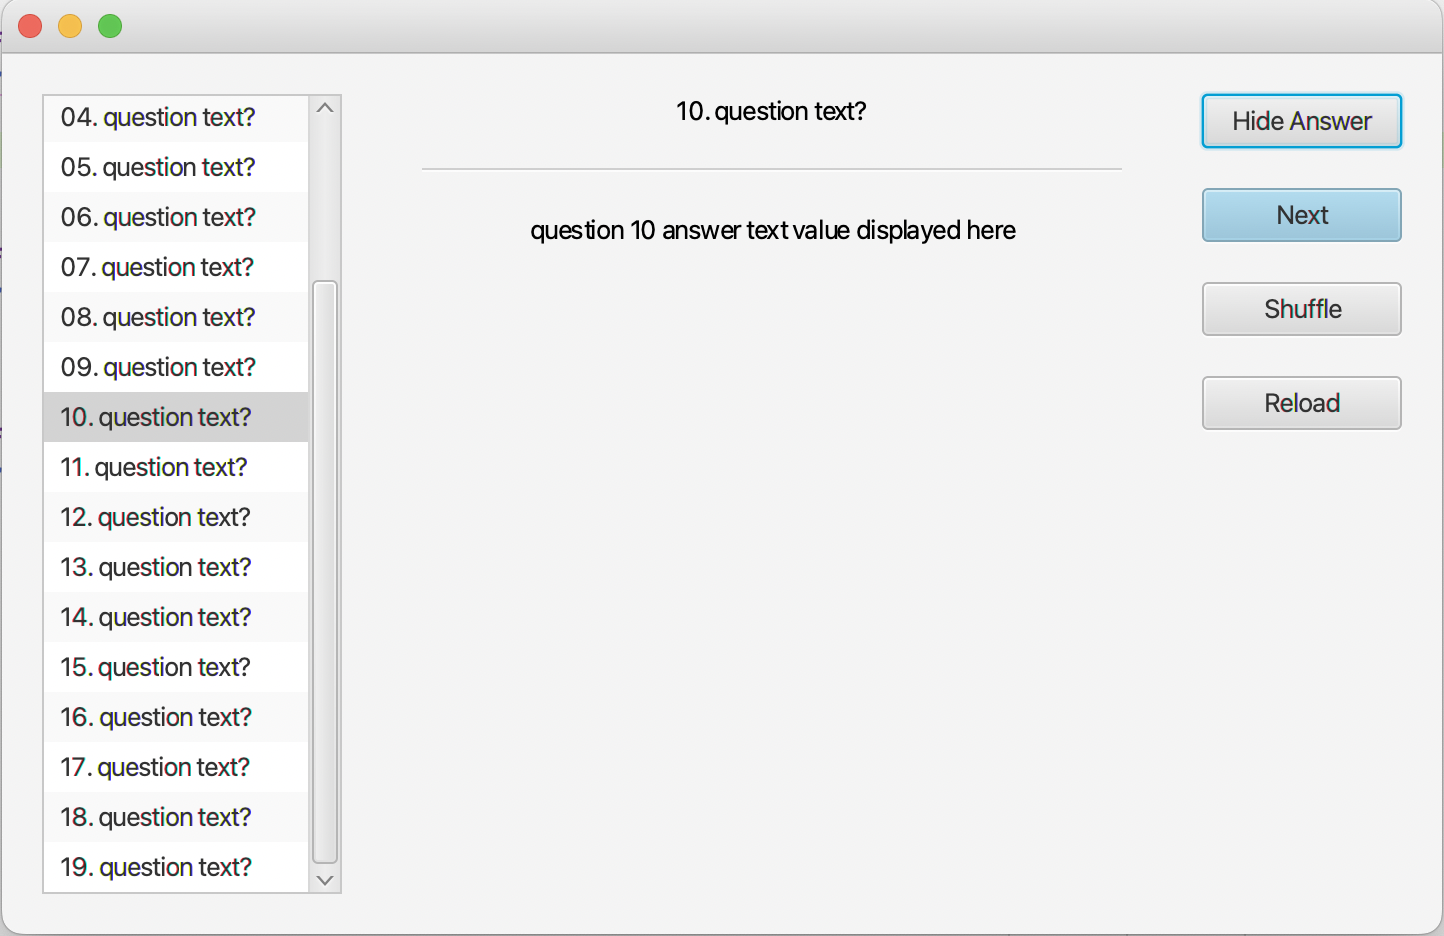 04. question text?
05. question text?
06. question text?
07. question text?
08. question text?
09. question text?
10. question text?
11. question text?
12. question text?
13. question text?
14. question text?
15. question text?
16. question text?
17. question text?
18. question text?
19. question text?
10. question text?
question 10 answer text value displayed here
Hide Answer
Next
Shuffle
Reload